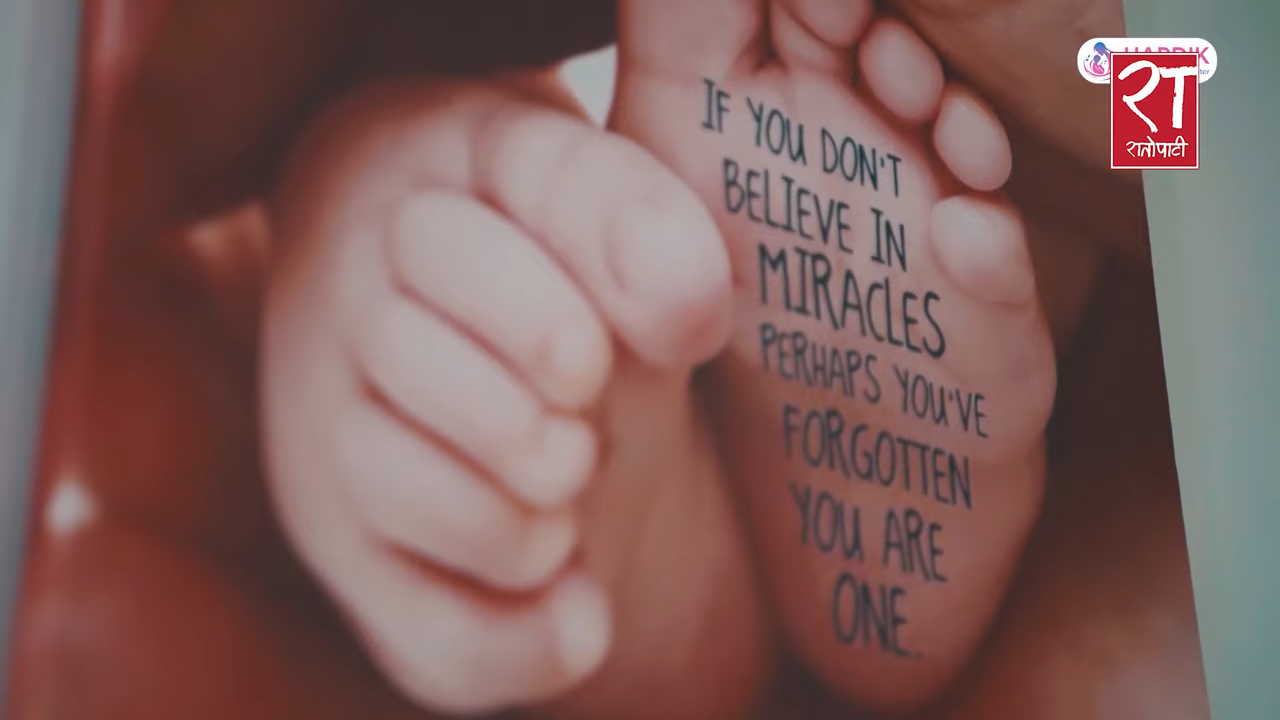 IF YOU DON'T
BELIEVE IN
MIRACLES
PERHAPS YOU'VE
FORGOTTEN
YOU ARE
ONE.
रा
रातोपाटी